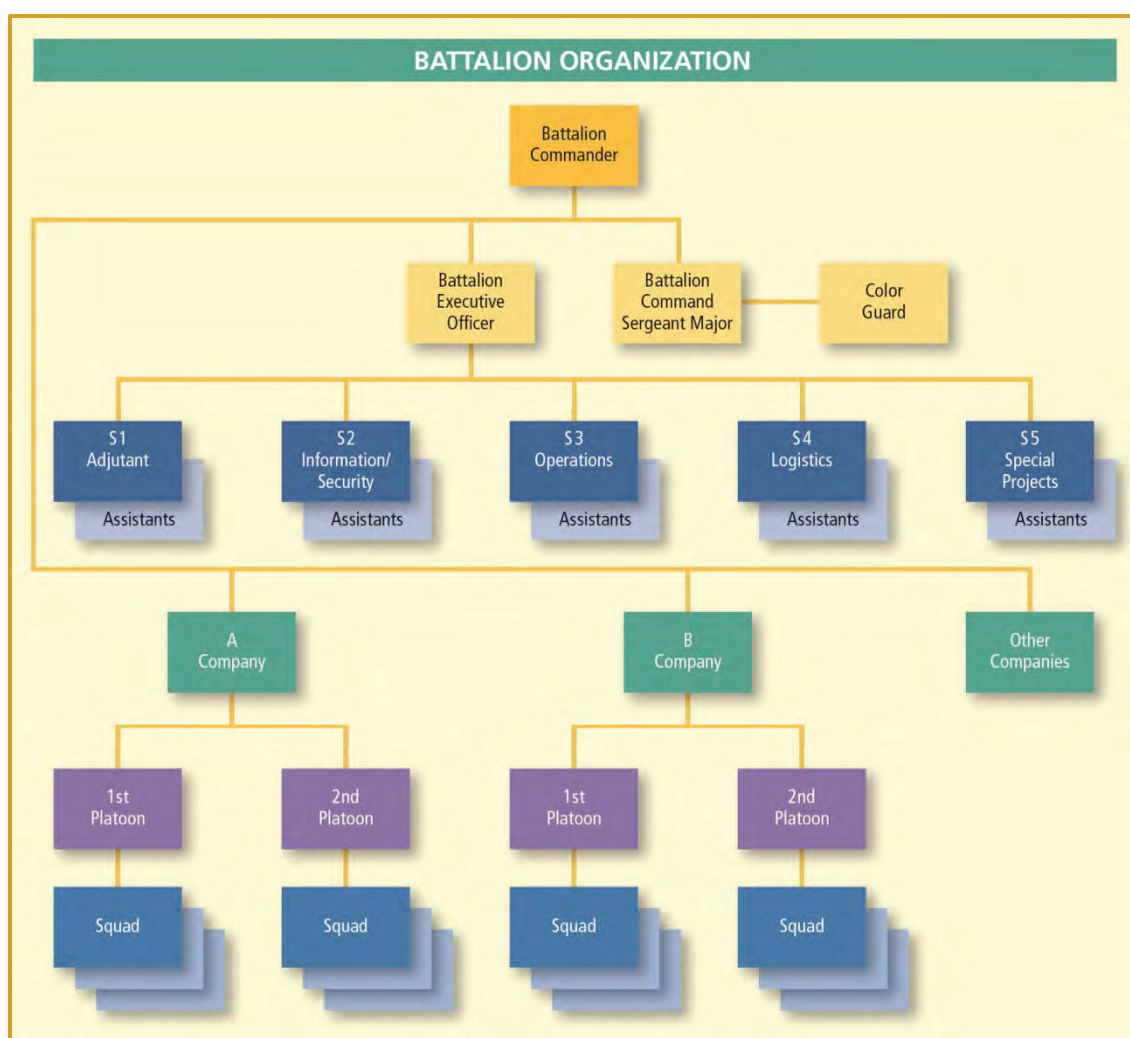 BATTALION ORGANIZATION
Battalion
Commander
Battalion
Executive
Officer
Battalion
Command
Sergeant Major
Color
Guard
S1
Adjutant
Assistants
S2
Information/
Security
Assistants
S3
Operations
Assistants
S4
Logistics
Assistants
S5
Special
Projects
Assistants
A
Company
B
Company
Other
Companies
1st
Platoon
2nd
Platoon
1st
Platoon
2nd
Platoon
Squad
Squad
Squad
Squad